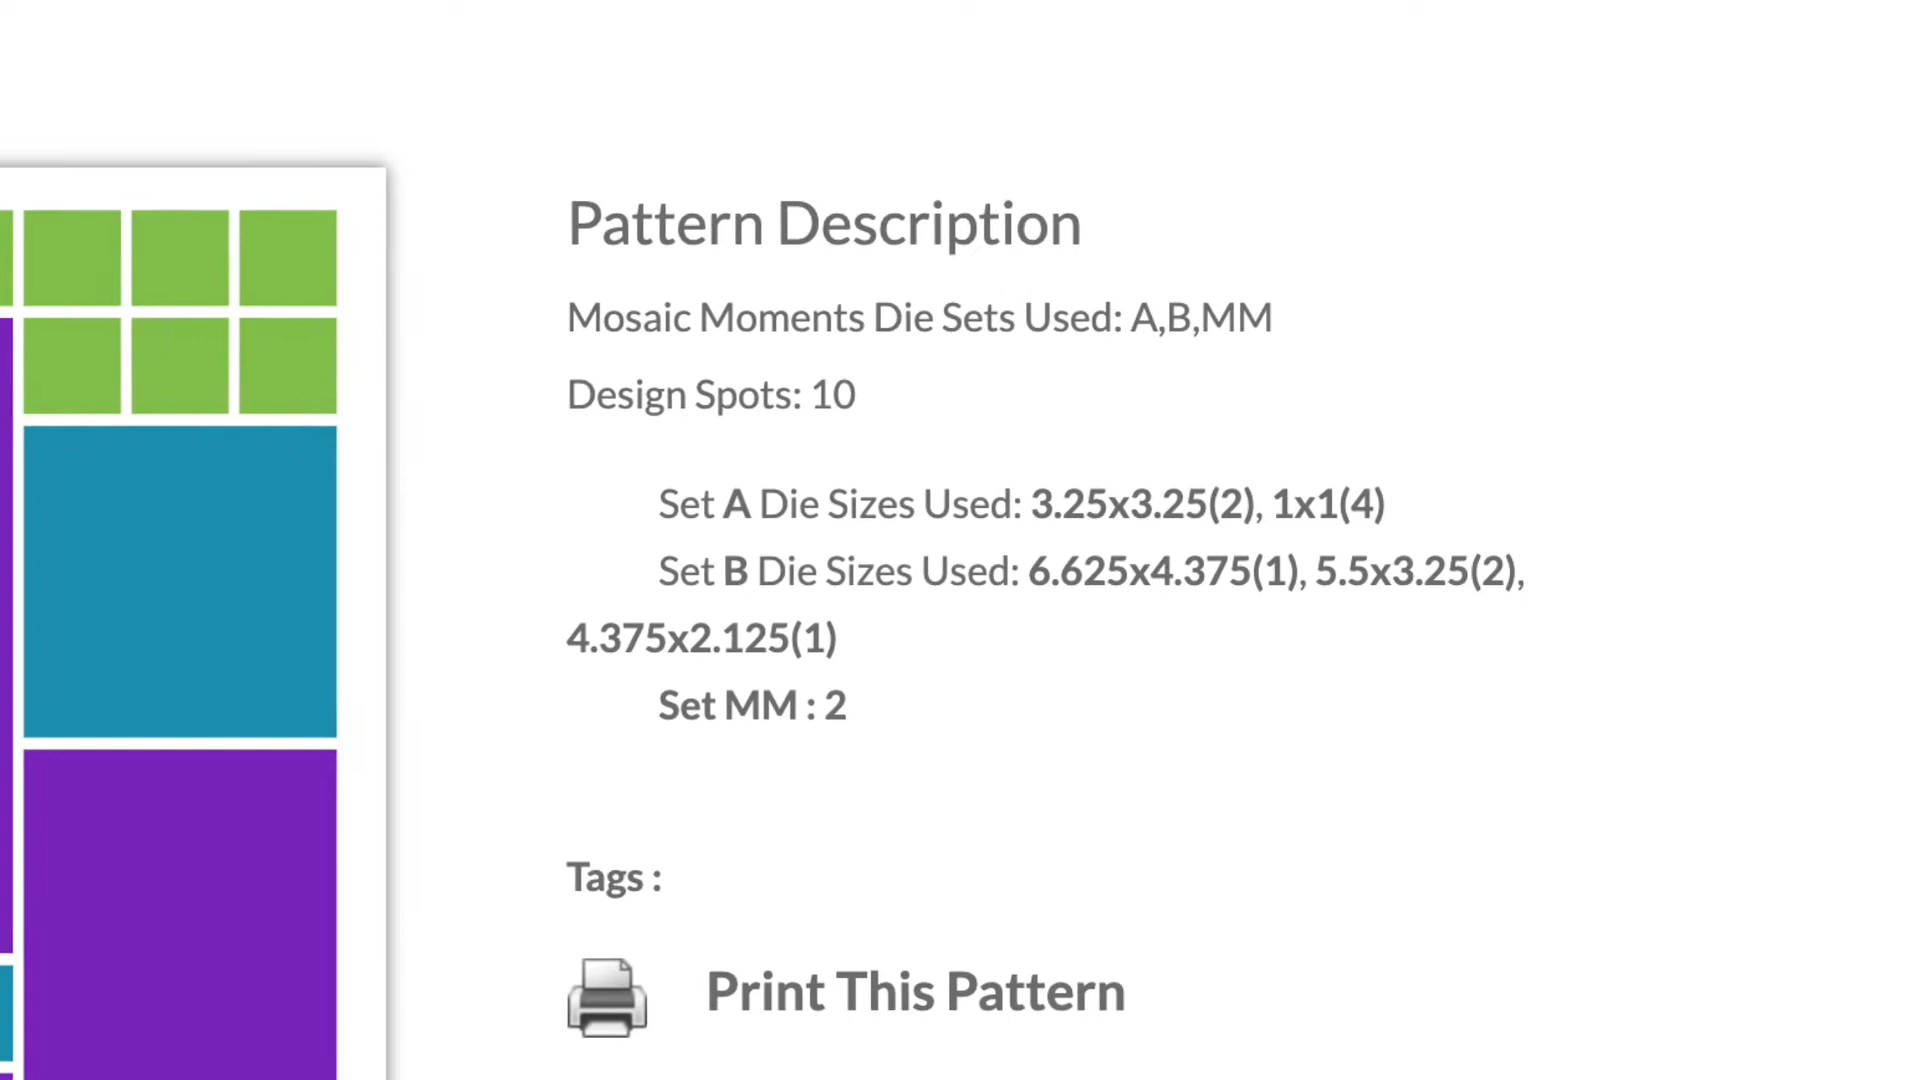 Pattern Description
Mosaic Moments Die Sets Used: A,B,MM
Design Spots: 10
Set A Die Sizes Used: 3.25x3.25(2), 1x1(4)
Set B Die Sizes Used: 6.625x4.375(1), 5.5x3.25(2),
4.375x2.125(1)
Set MM : 2
Tags :
Print This Pattern